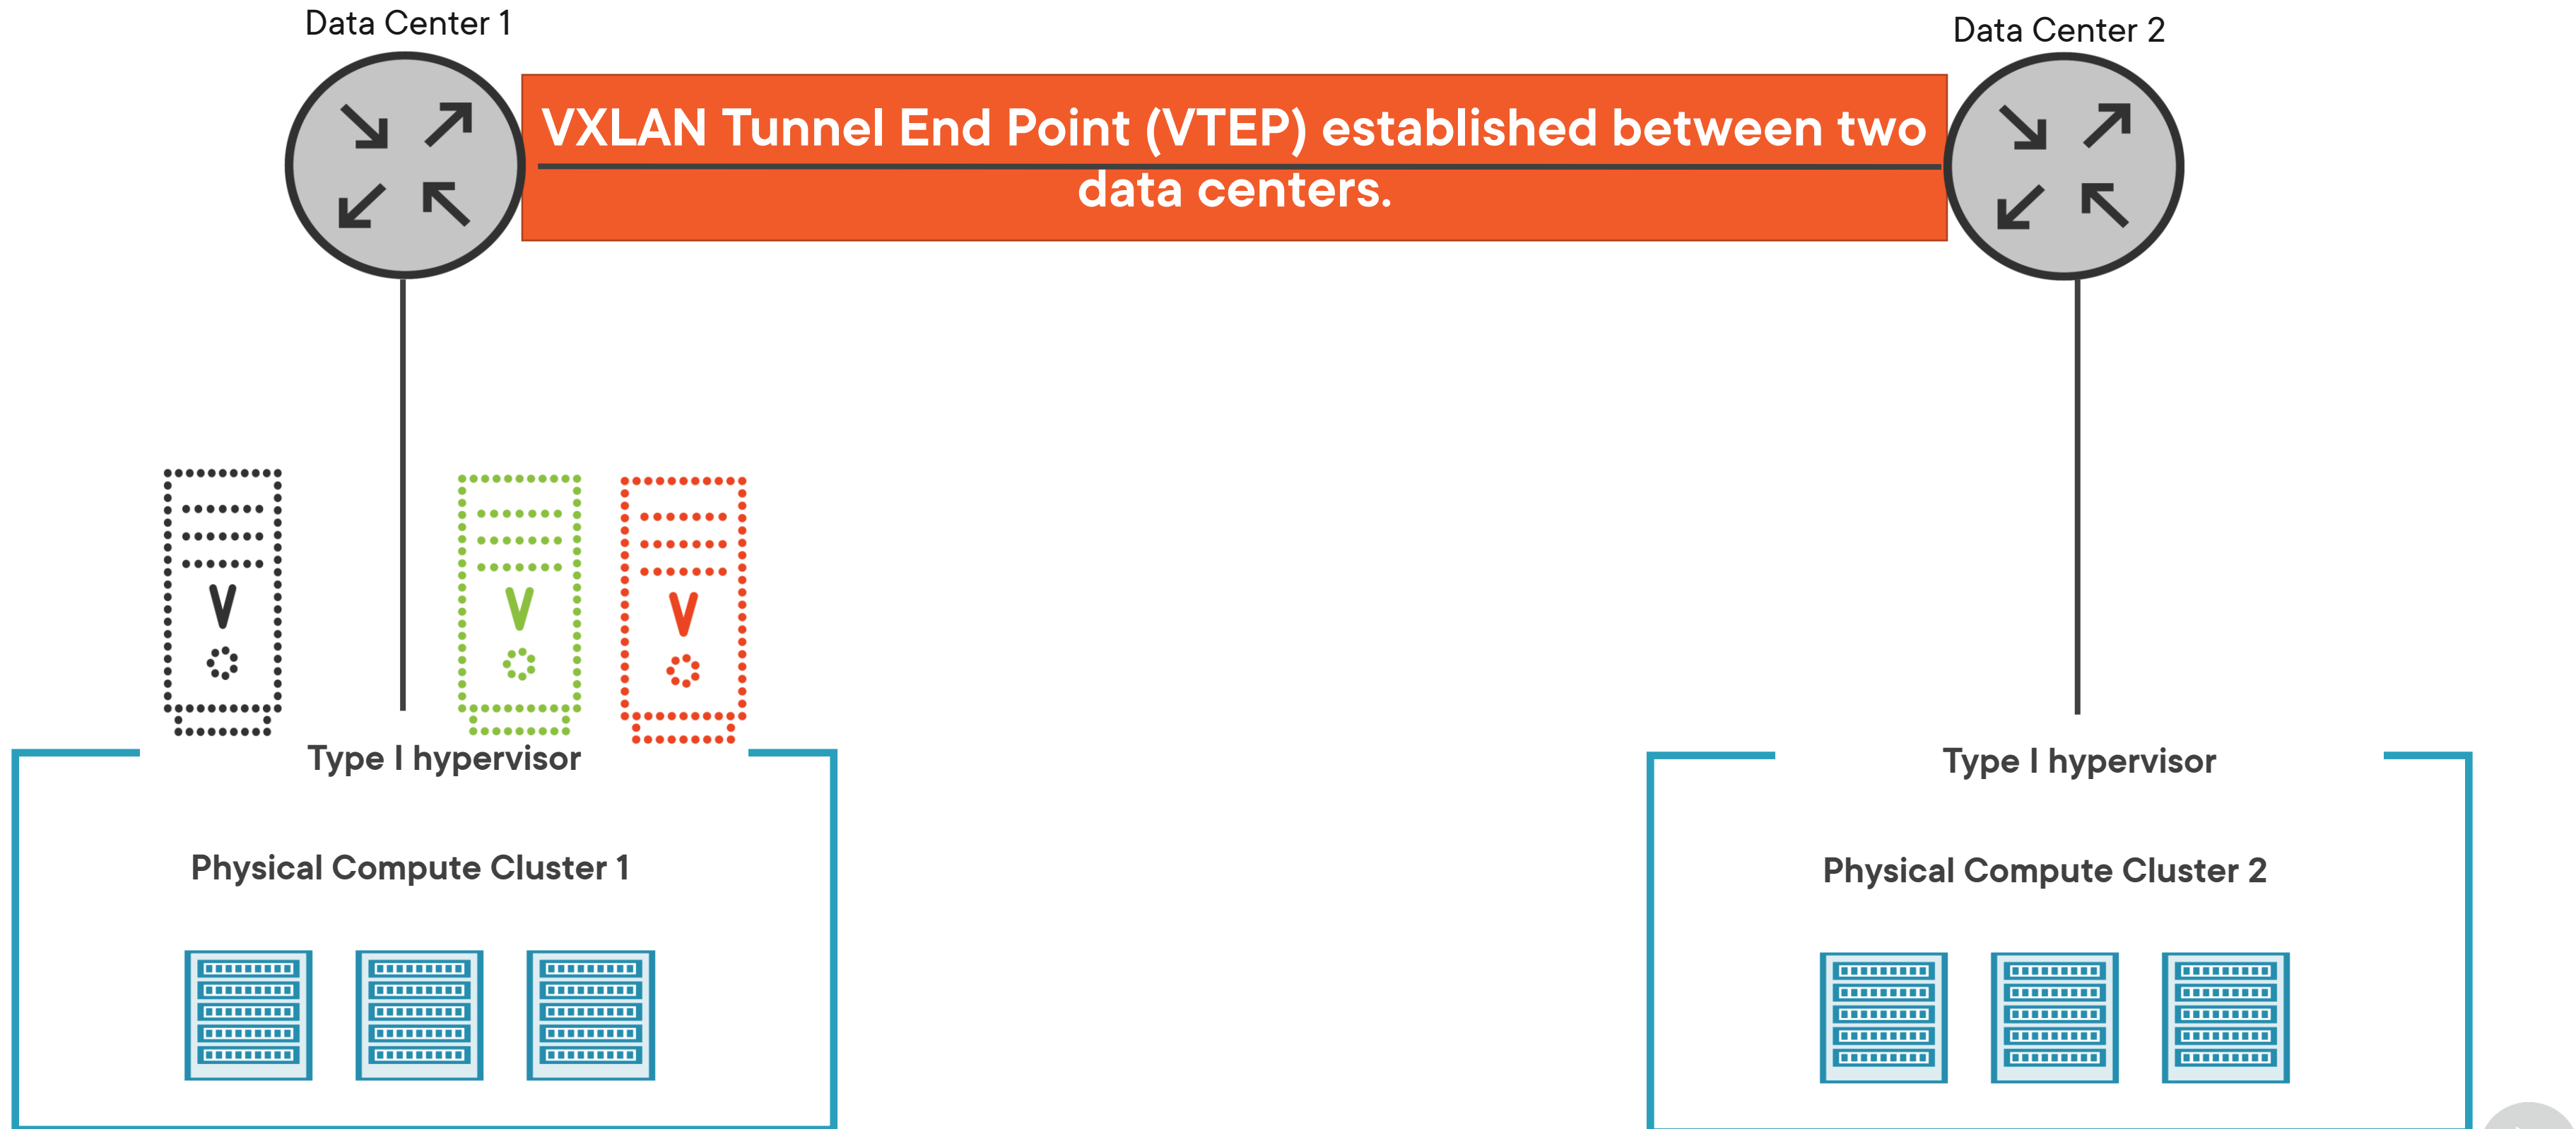 Data Center 1
Data Center 2
VXLAN Tunnel End Point (VTEP) established between two
data centers.
V
V
V
Type I hypervisor
Type I hypervisor
Physical Compute Cluster 1
Physical Compute Cluster 2